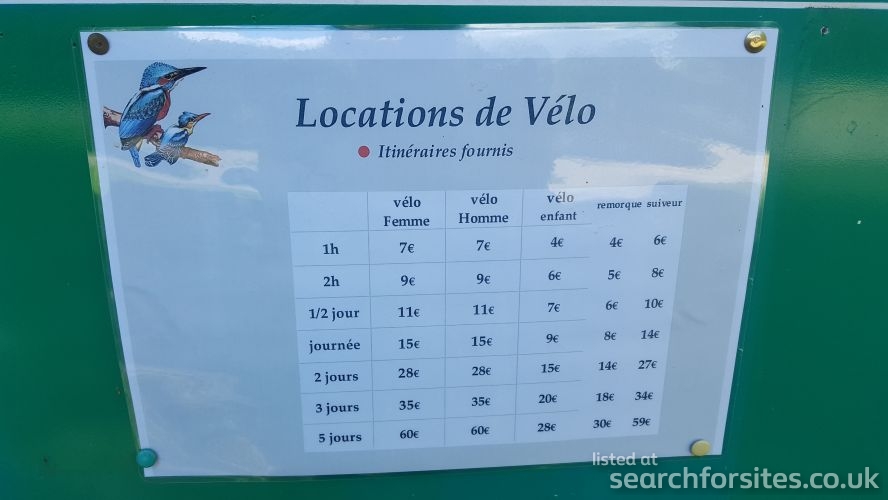 Locations de Vélo
Itinéraires fournis
vélo Femme vélo Homme vélo enfant remorque suiveur
1h 7€ 7€ 4€ 4€ 6€
2h 9€ 9€ 6€ 5€ 8€
1/2 jour 11€ 11€ 7€ 6€ 10€
journée 15€ 15€ 9€ 8€ 14€
2 jours 28€ 28€ 15€ 14€ 27€
3 jours 35€ 35€ 20€ 18€ 34€
5 jours 60€ 60€ 28€ 30€ 59€
listed at
searchforsites.co.uk